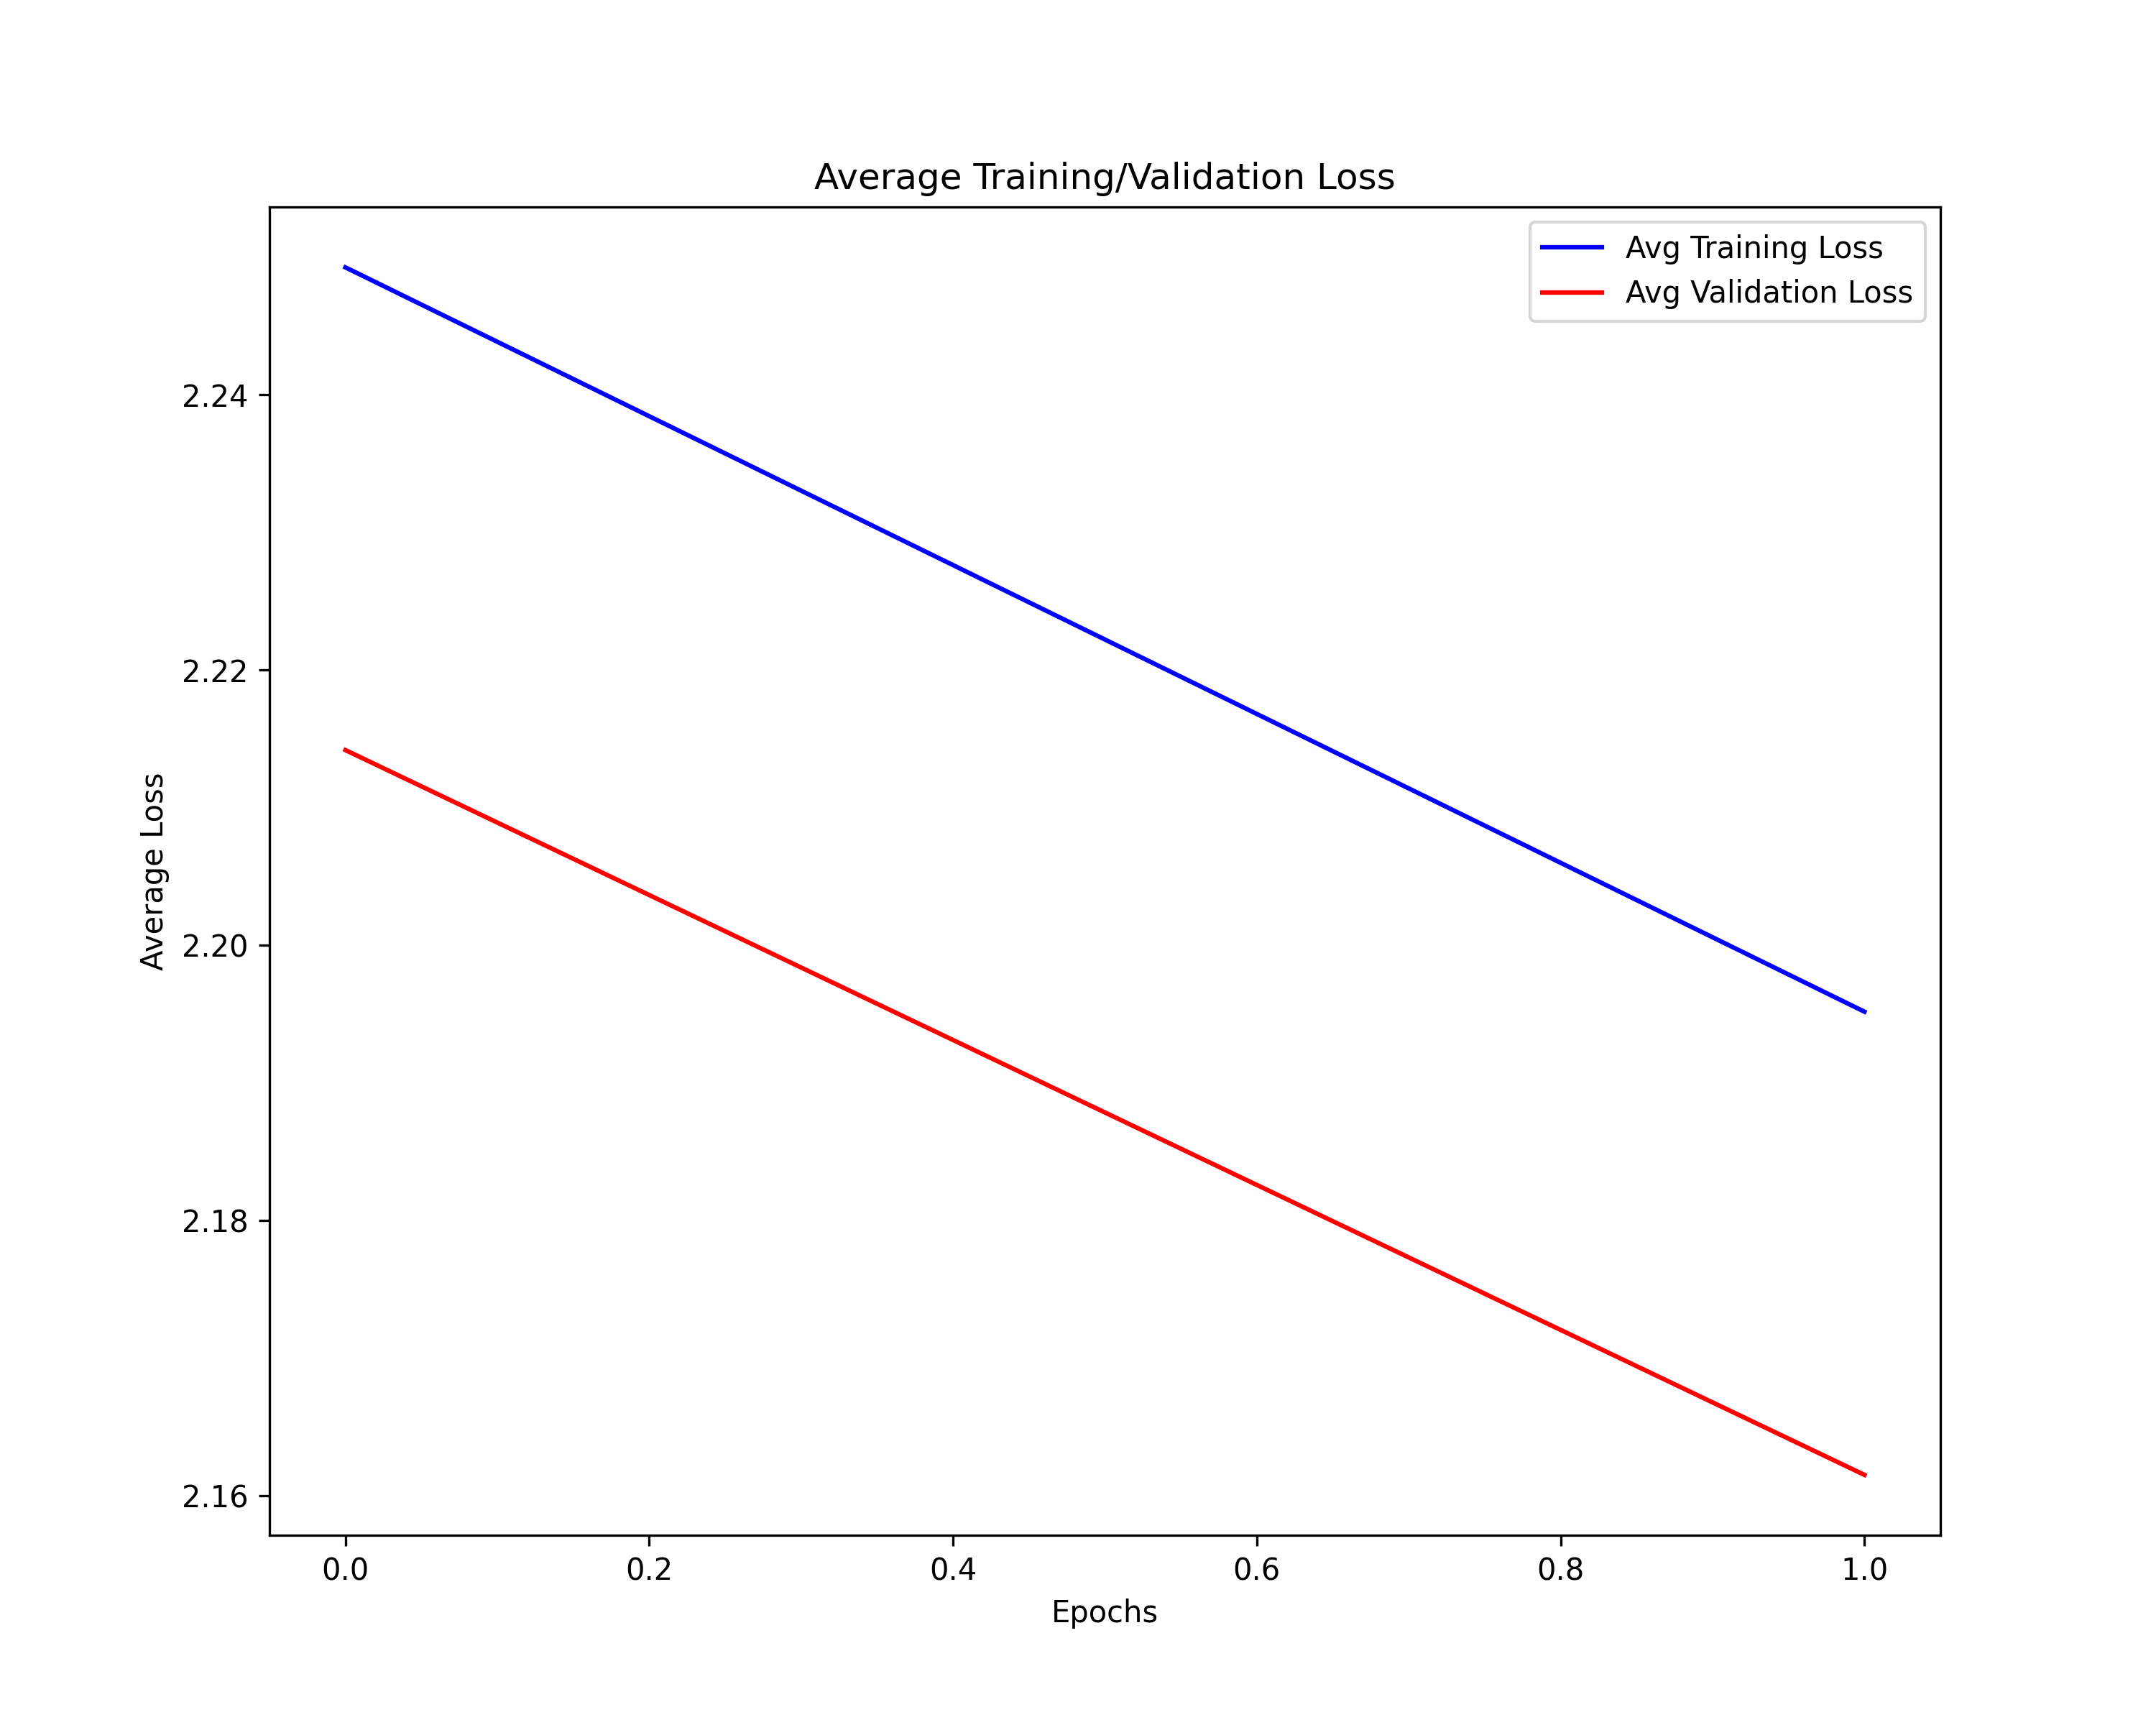 Average Training/Validation Loss
Avg Training Loss
Avg Validation Loss
Average Loss
2.24
2.22
2.20
2.18
2.16
0.0 0.2 0.4 0.6 0.8 1.0
Epochs